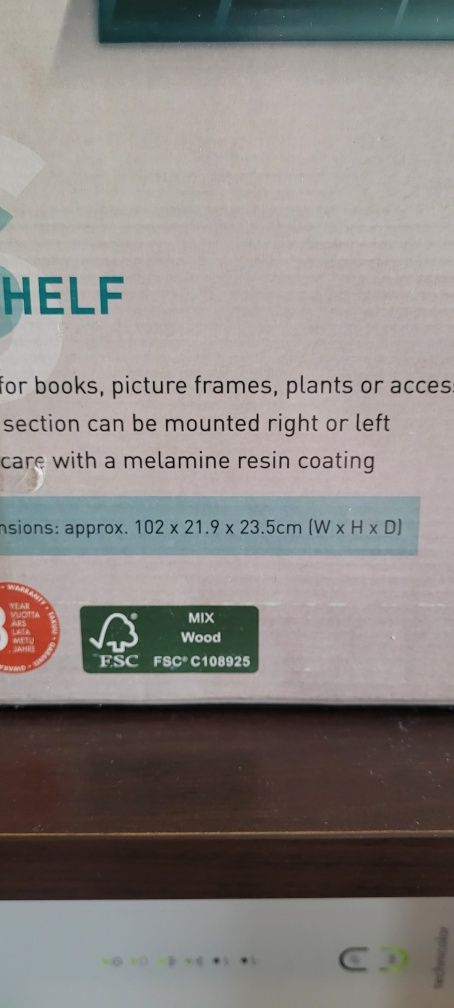 HELF
for books, picture frames, plants or acces
section can be mounted right or left
care with a melamine resin coating
nsions: approx. 102 x 21.9 x 23.5cm (W x H x D)
WARRANTY
YEAR
VUOTTA
ÅRS
LATA
METŲ
JAHRE
MIX
Wood
FSC
FSC® C108925
technicolor